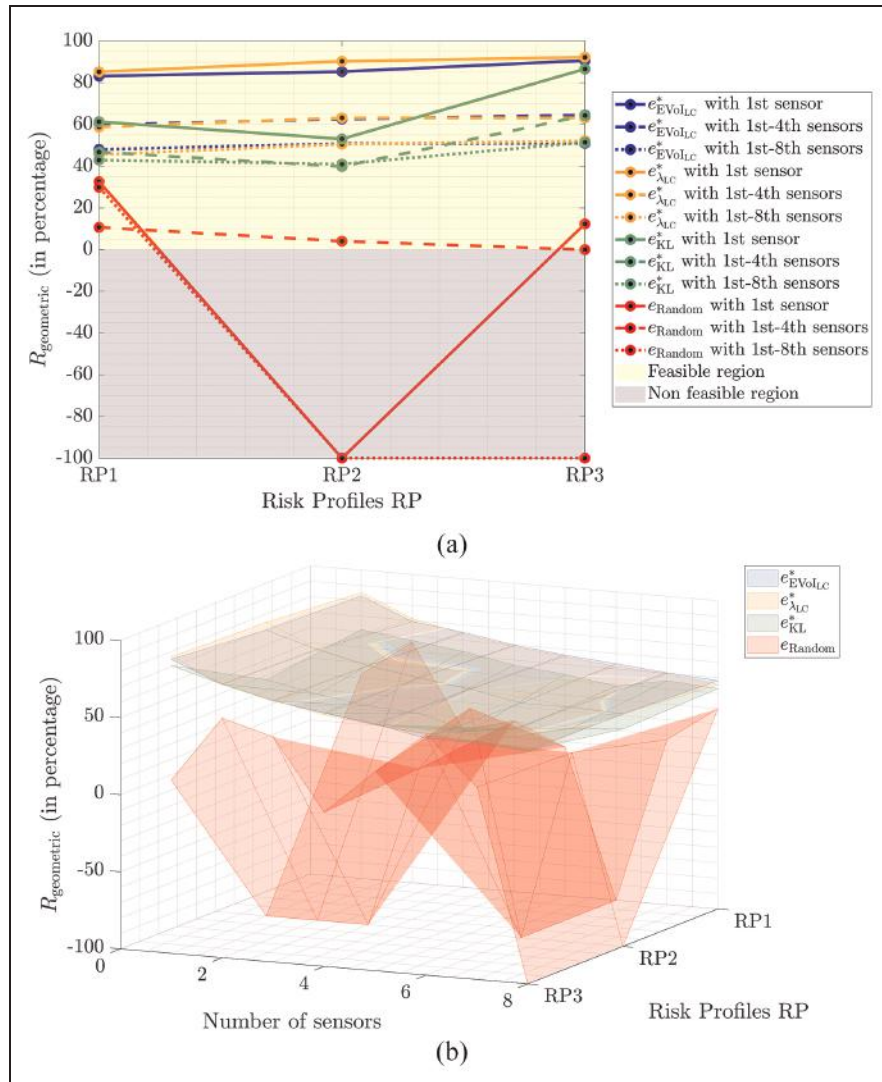 100
80
60
40
20
0
-20
-40
-60
-80
-100
R_geometric (in percentage)
RP1 RP2 RP3
Risk Profiles RP
e*_EVoI_LC with 1st sensor
e*_EVoI_LC with 1st-4th sensors
e*_EVoI_LC with 1st-8th sensors
e*_λ_LC with 1st sensor
e*_λ_LC with 1st-4th sensors
e*_λ_LC with 1st-8th sensors
e*_KL with 1st sensor
e*_KL with 1st-4th sensors
e*_KL with 1st-8th sensors
e_Random with 1st sensor
e_Random with 1st-4th sensors
e_Random with 1st-8th sensors
Feasible region
Non feasible region
(a)
e*_EVoI_LC
e*_λ_LC
e*_KL
e_Random
100
50
0
-50
-100
R_geometric (in percentage)
0 2 4 6 8
Number of sensors
RP3 RP2 RP1
Risk Profiles RP
(b)